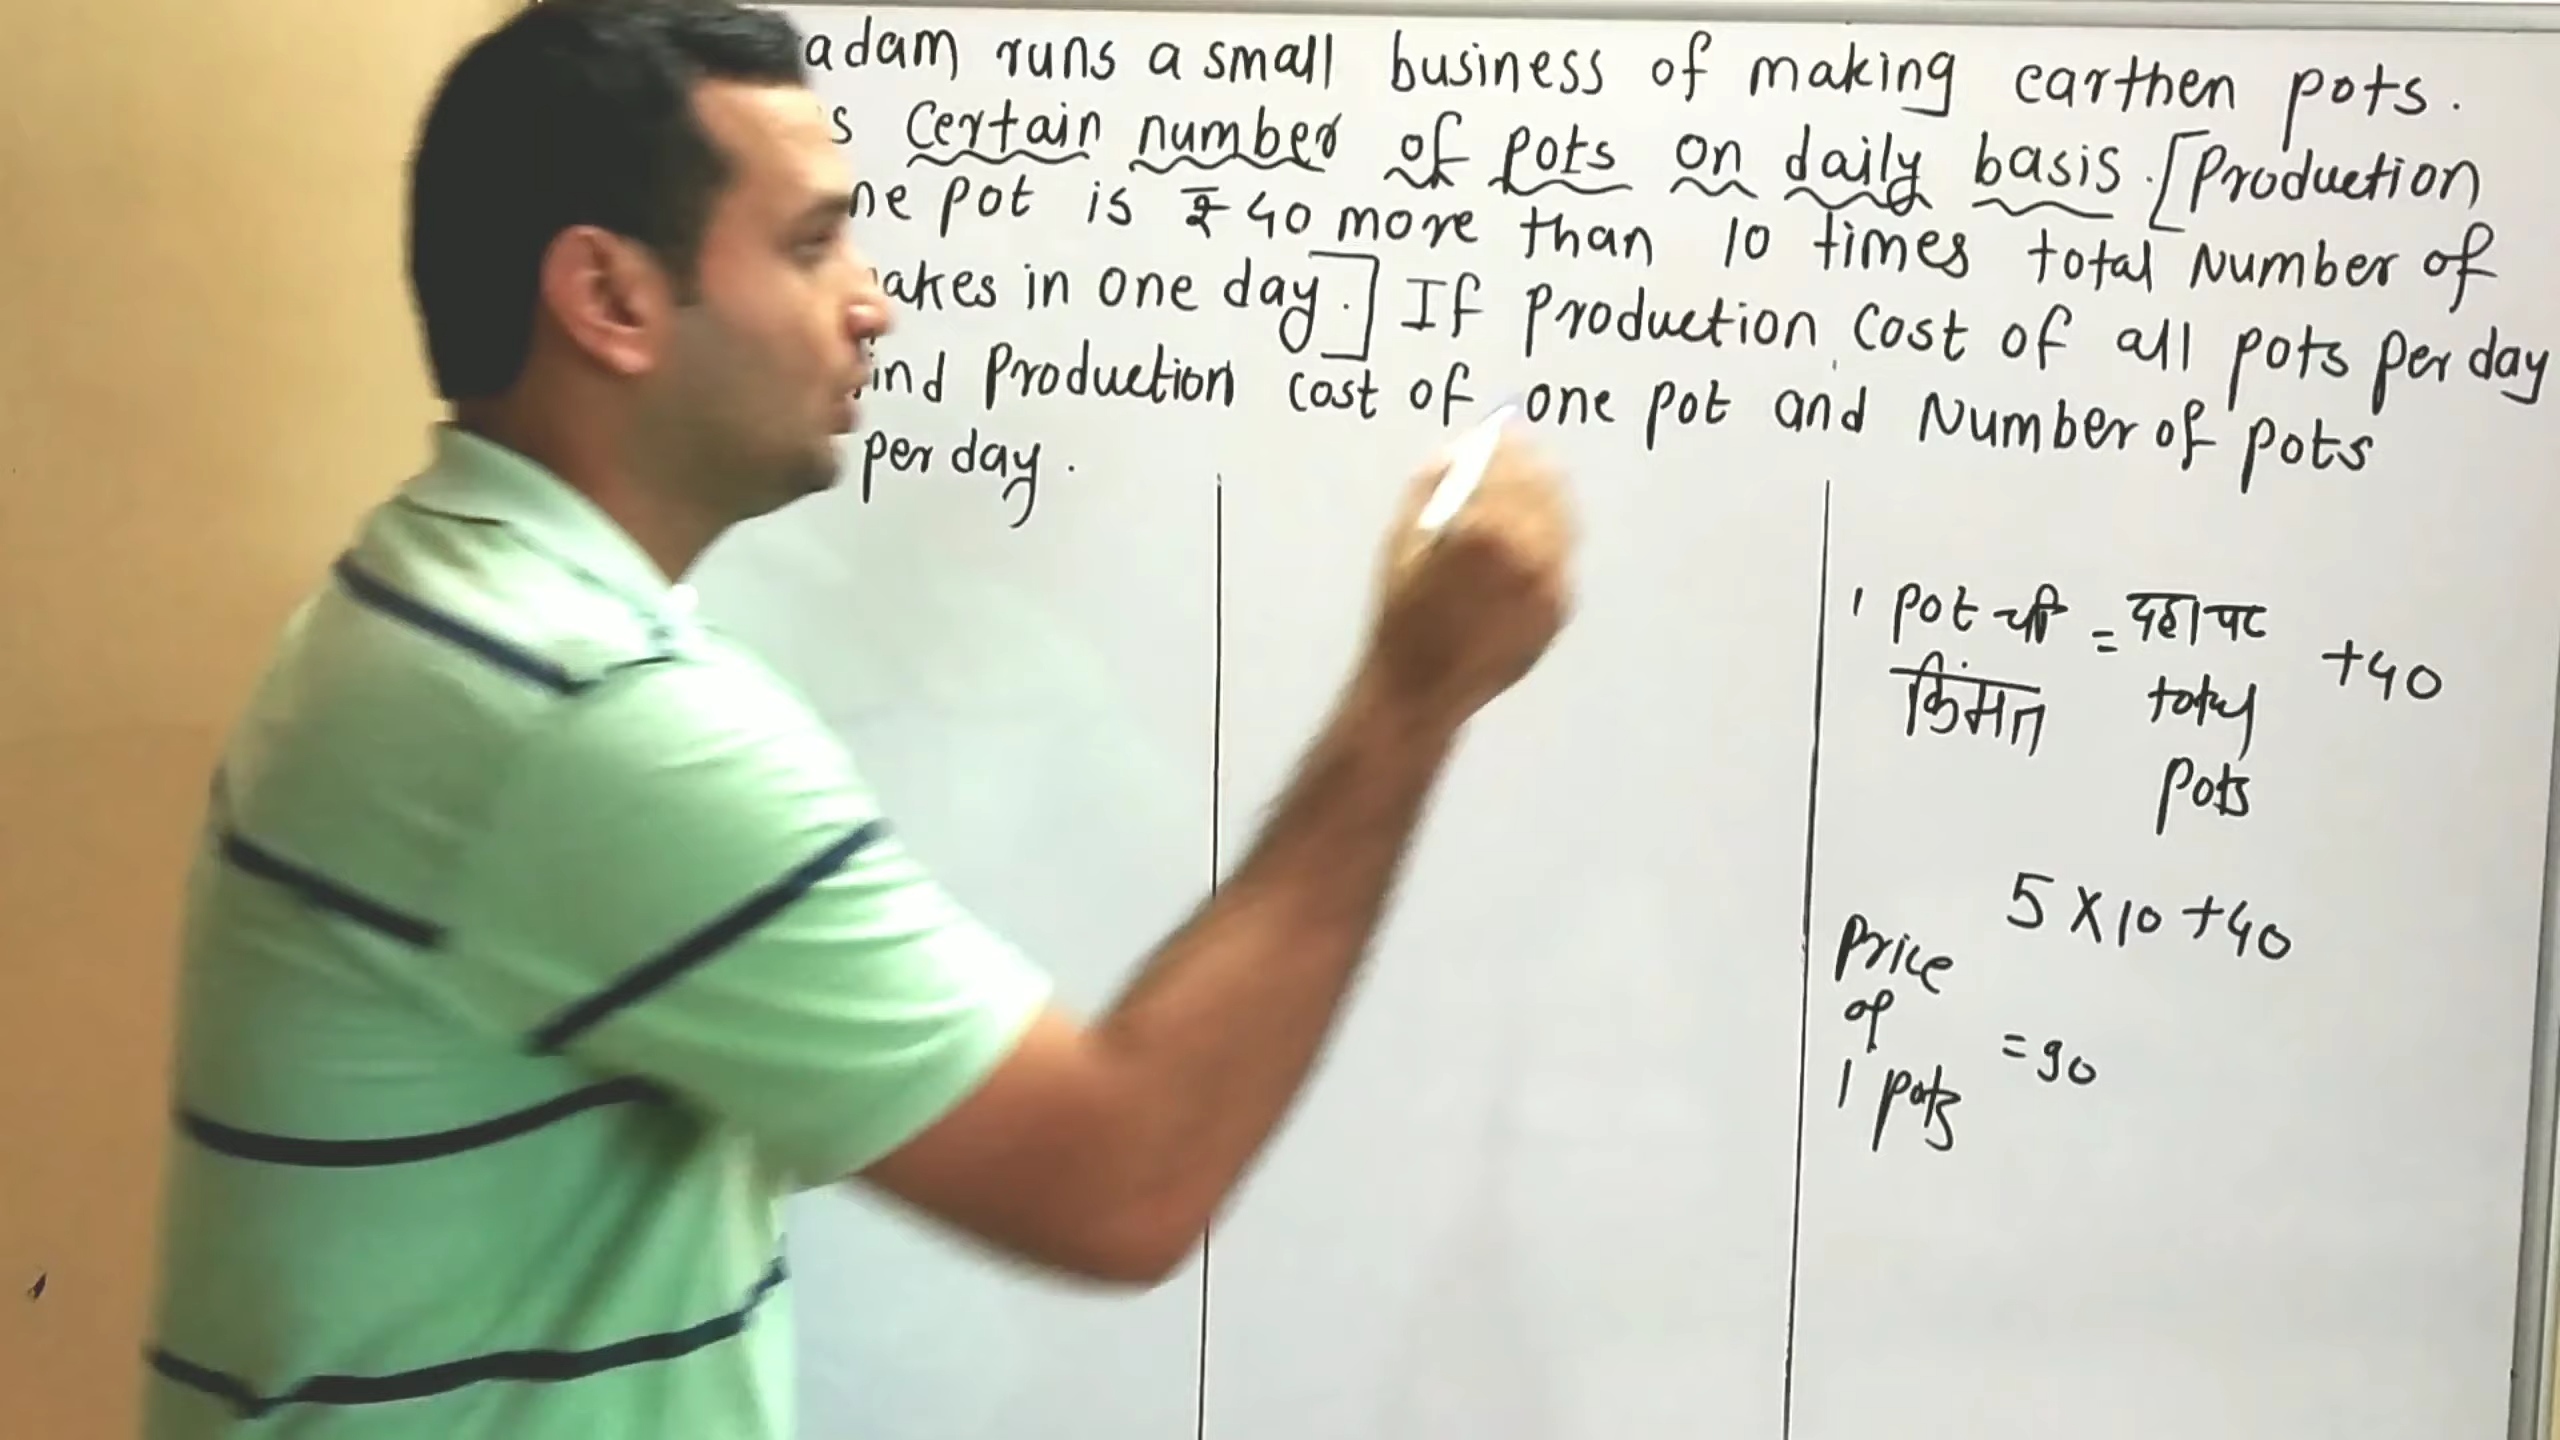 adam runs a small business of making earthen pots.
s certain number of pots on daily basis. [Production
ne pot is ₹40 more than 10 times total Number of
akes in one day.] If production cost of all pots per day
ind production cost of one pot and Number of pots
per day.
1 pot ची = दहा पट +40
किंमत total
pots
5 X 10 +40
price
of
1 pots = 90